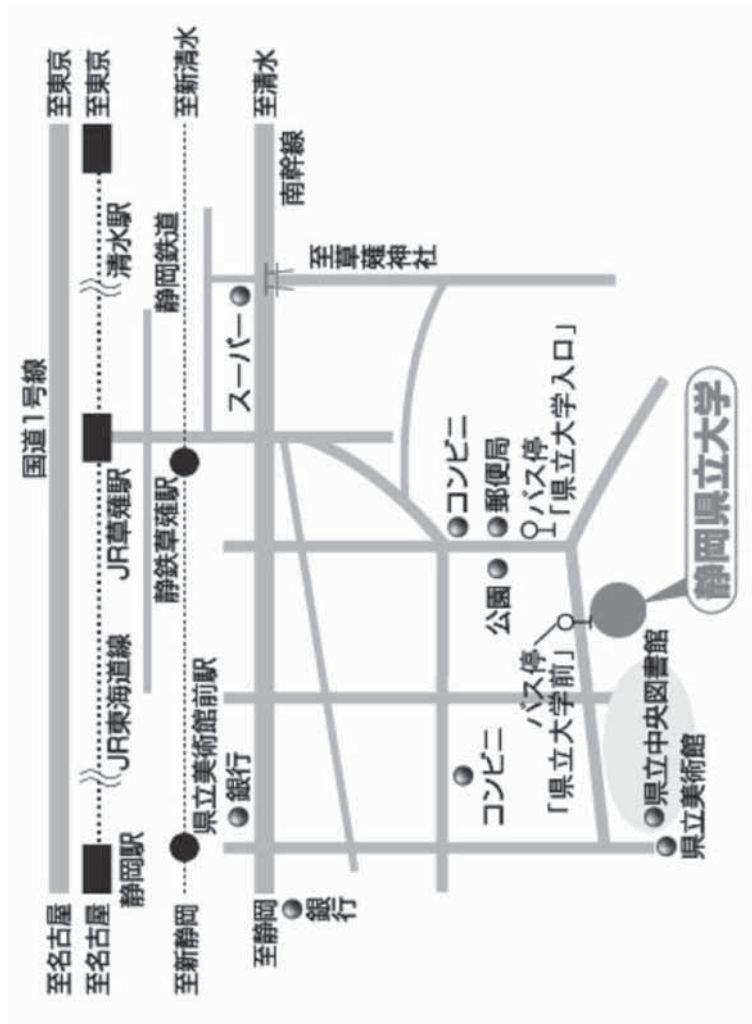 国道1号線
至名古屋
至東京
至名古屋
静岡駅
JR東海道線
JR草薙駅
清水駅
至東京
至新静岡
県立美術館前駅
静鉄草薙駅
静岡鉄道
至新清水
銀行
スーパー
至静岡
南幹線
至清水
銀行
至草薙神社
コンビニ
コンビニ
公園
郵便局
バス停
「県立大学前」
バス停
「県立大学入口」
県立中央図書館
県立美術館
静岡県立大学